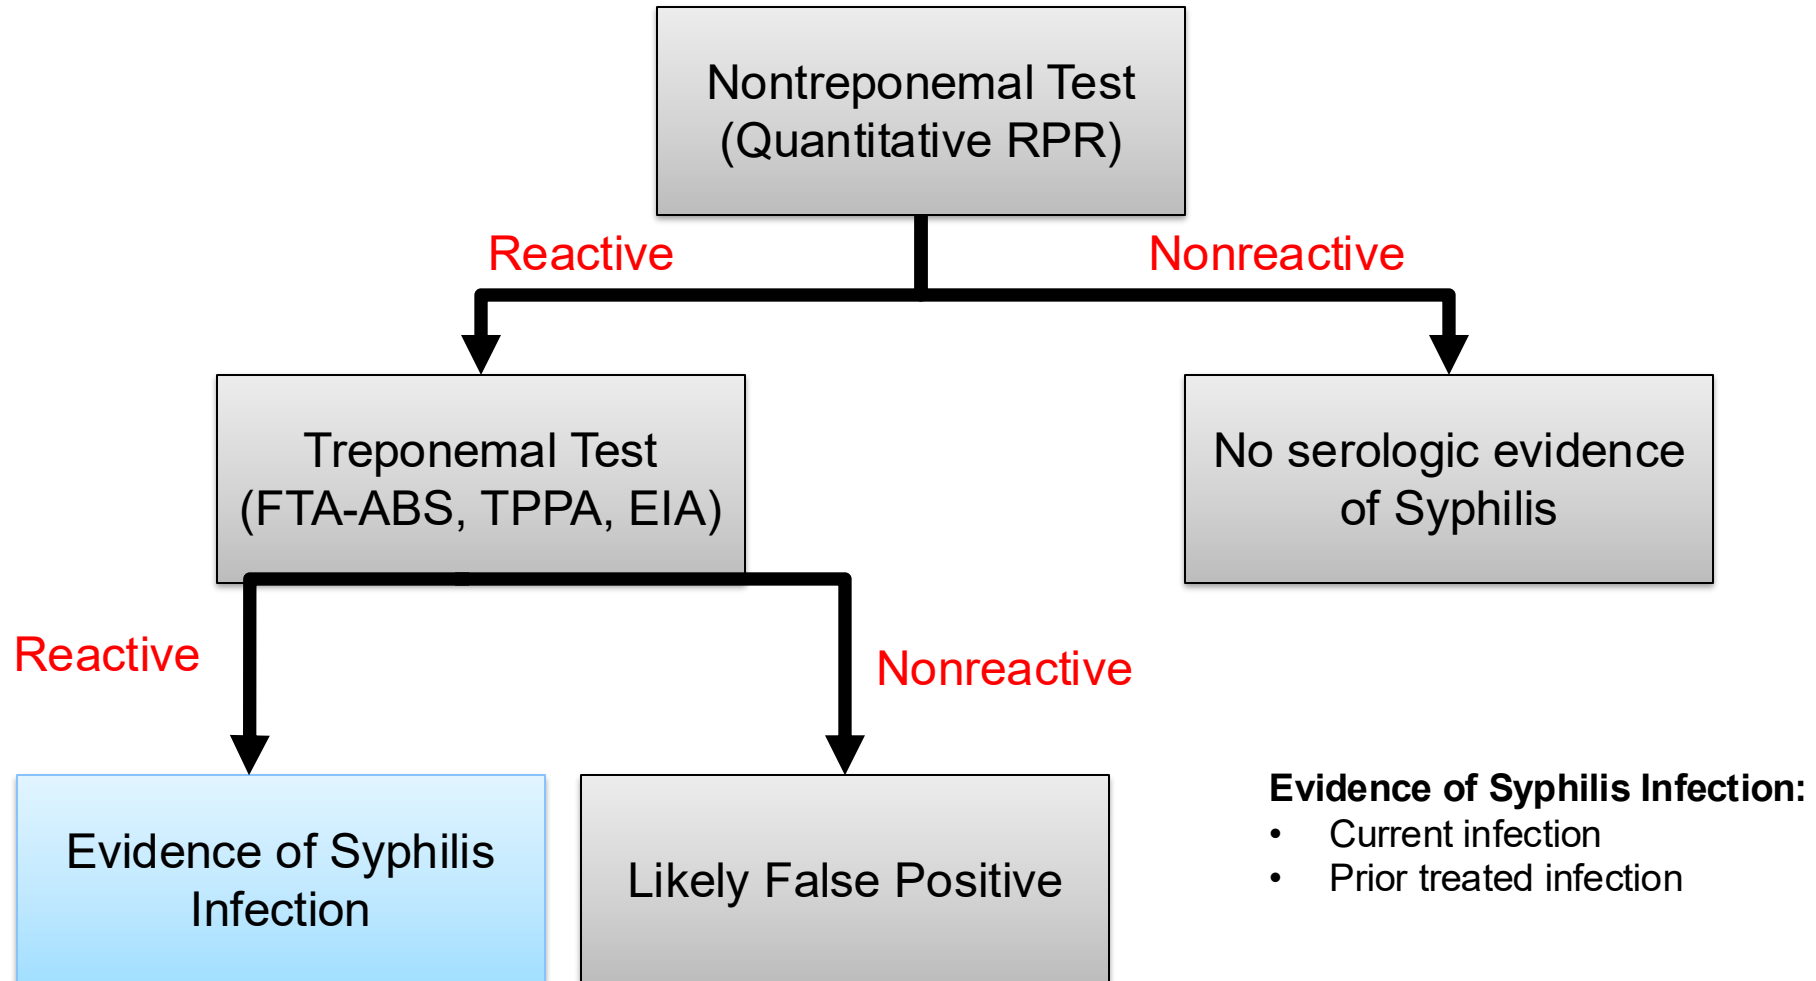 Nontreponemal Test
(Quantitative RPR)
Reactive
Nonreactive
Treponemal Test
(FTA-ABS, TPPA, EIA)
No serologic evidence
of Syphilis
Reactive
Nonreactive
Evidence of Syphilis
Infection
Likely False Positive
Evidence of Syphilis Infection:
• Current infection
• Prior treated infection